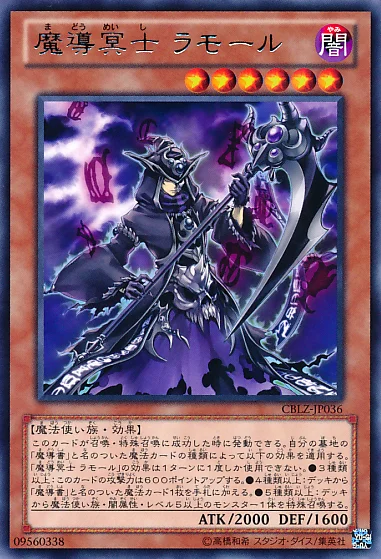 魔導冥士 ラモール
闇
CBLZ-JP036
【魔法使い族・効果】
このカードが召喚・特殊召喚に成功した時に発動できる。自分の墓地の
「魔導書」と名のついた魔法カードの種類によって以下の効果を適用する。
「魔導冥士 ラモール」の効果は1ターンに1度しか使用できない。●3種類以
上：このカードの攻撃力は600ポイントアップする。●4種類以上：デッキから
「魔導書」と名のついた魔法カード1枚を手札に加える。●5種類以上：デッキ
から魔法使い族・闇属性・レベル5以上のモンスター1体を特殊召喚する。
ATK/2000 DEF/1600
09560338
©高橋和希 スタジオ・ダイス/集英社